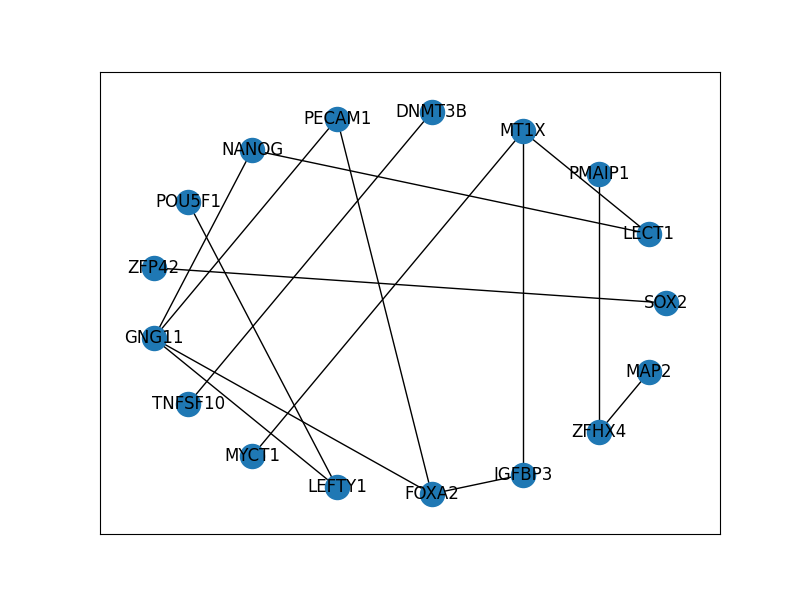 DNMT3B
PECAM1
MT1X
NANOG
PMAIP1
POU5F1
LECT1
ZFP42
SOX2
GNG11
MAP2
TNFSF10
ZFHX4
MYCT1
IGFBP3
LEFTY1
FOXA2